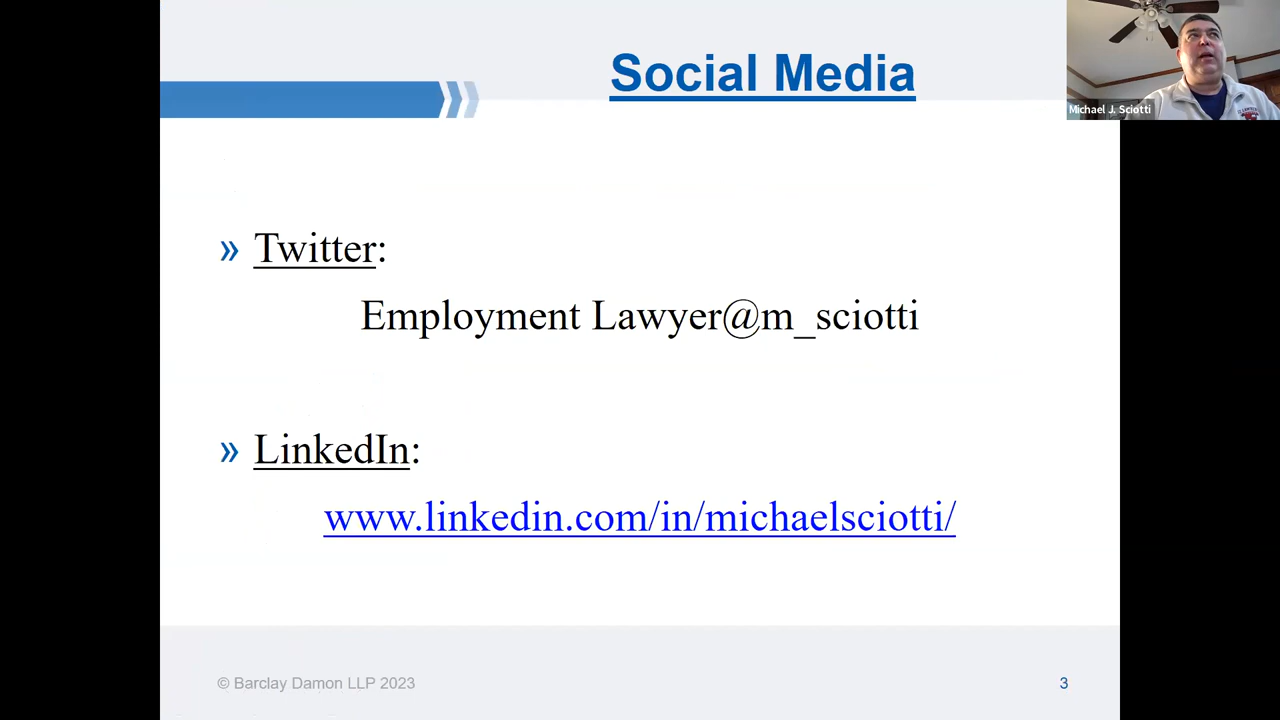 Social Media
Michael J. Sciotti
» Twitter:
Employment Lawyer@m_sciotti
» LinkedIn:
www.linkedin.com/in/michaelsciotti/
© Barclay Damon LLP 2023
3